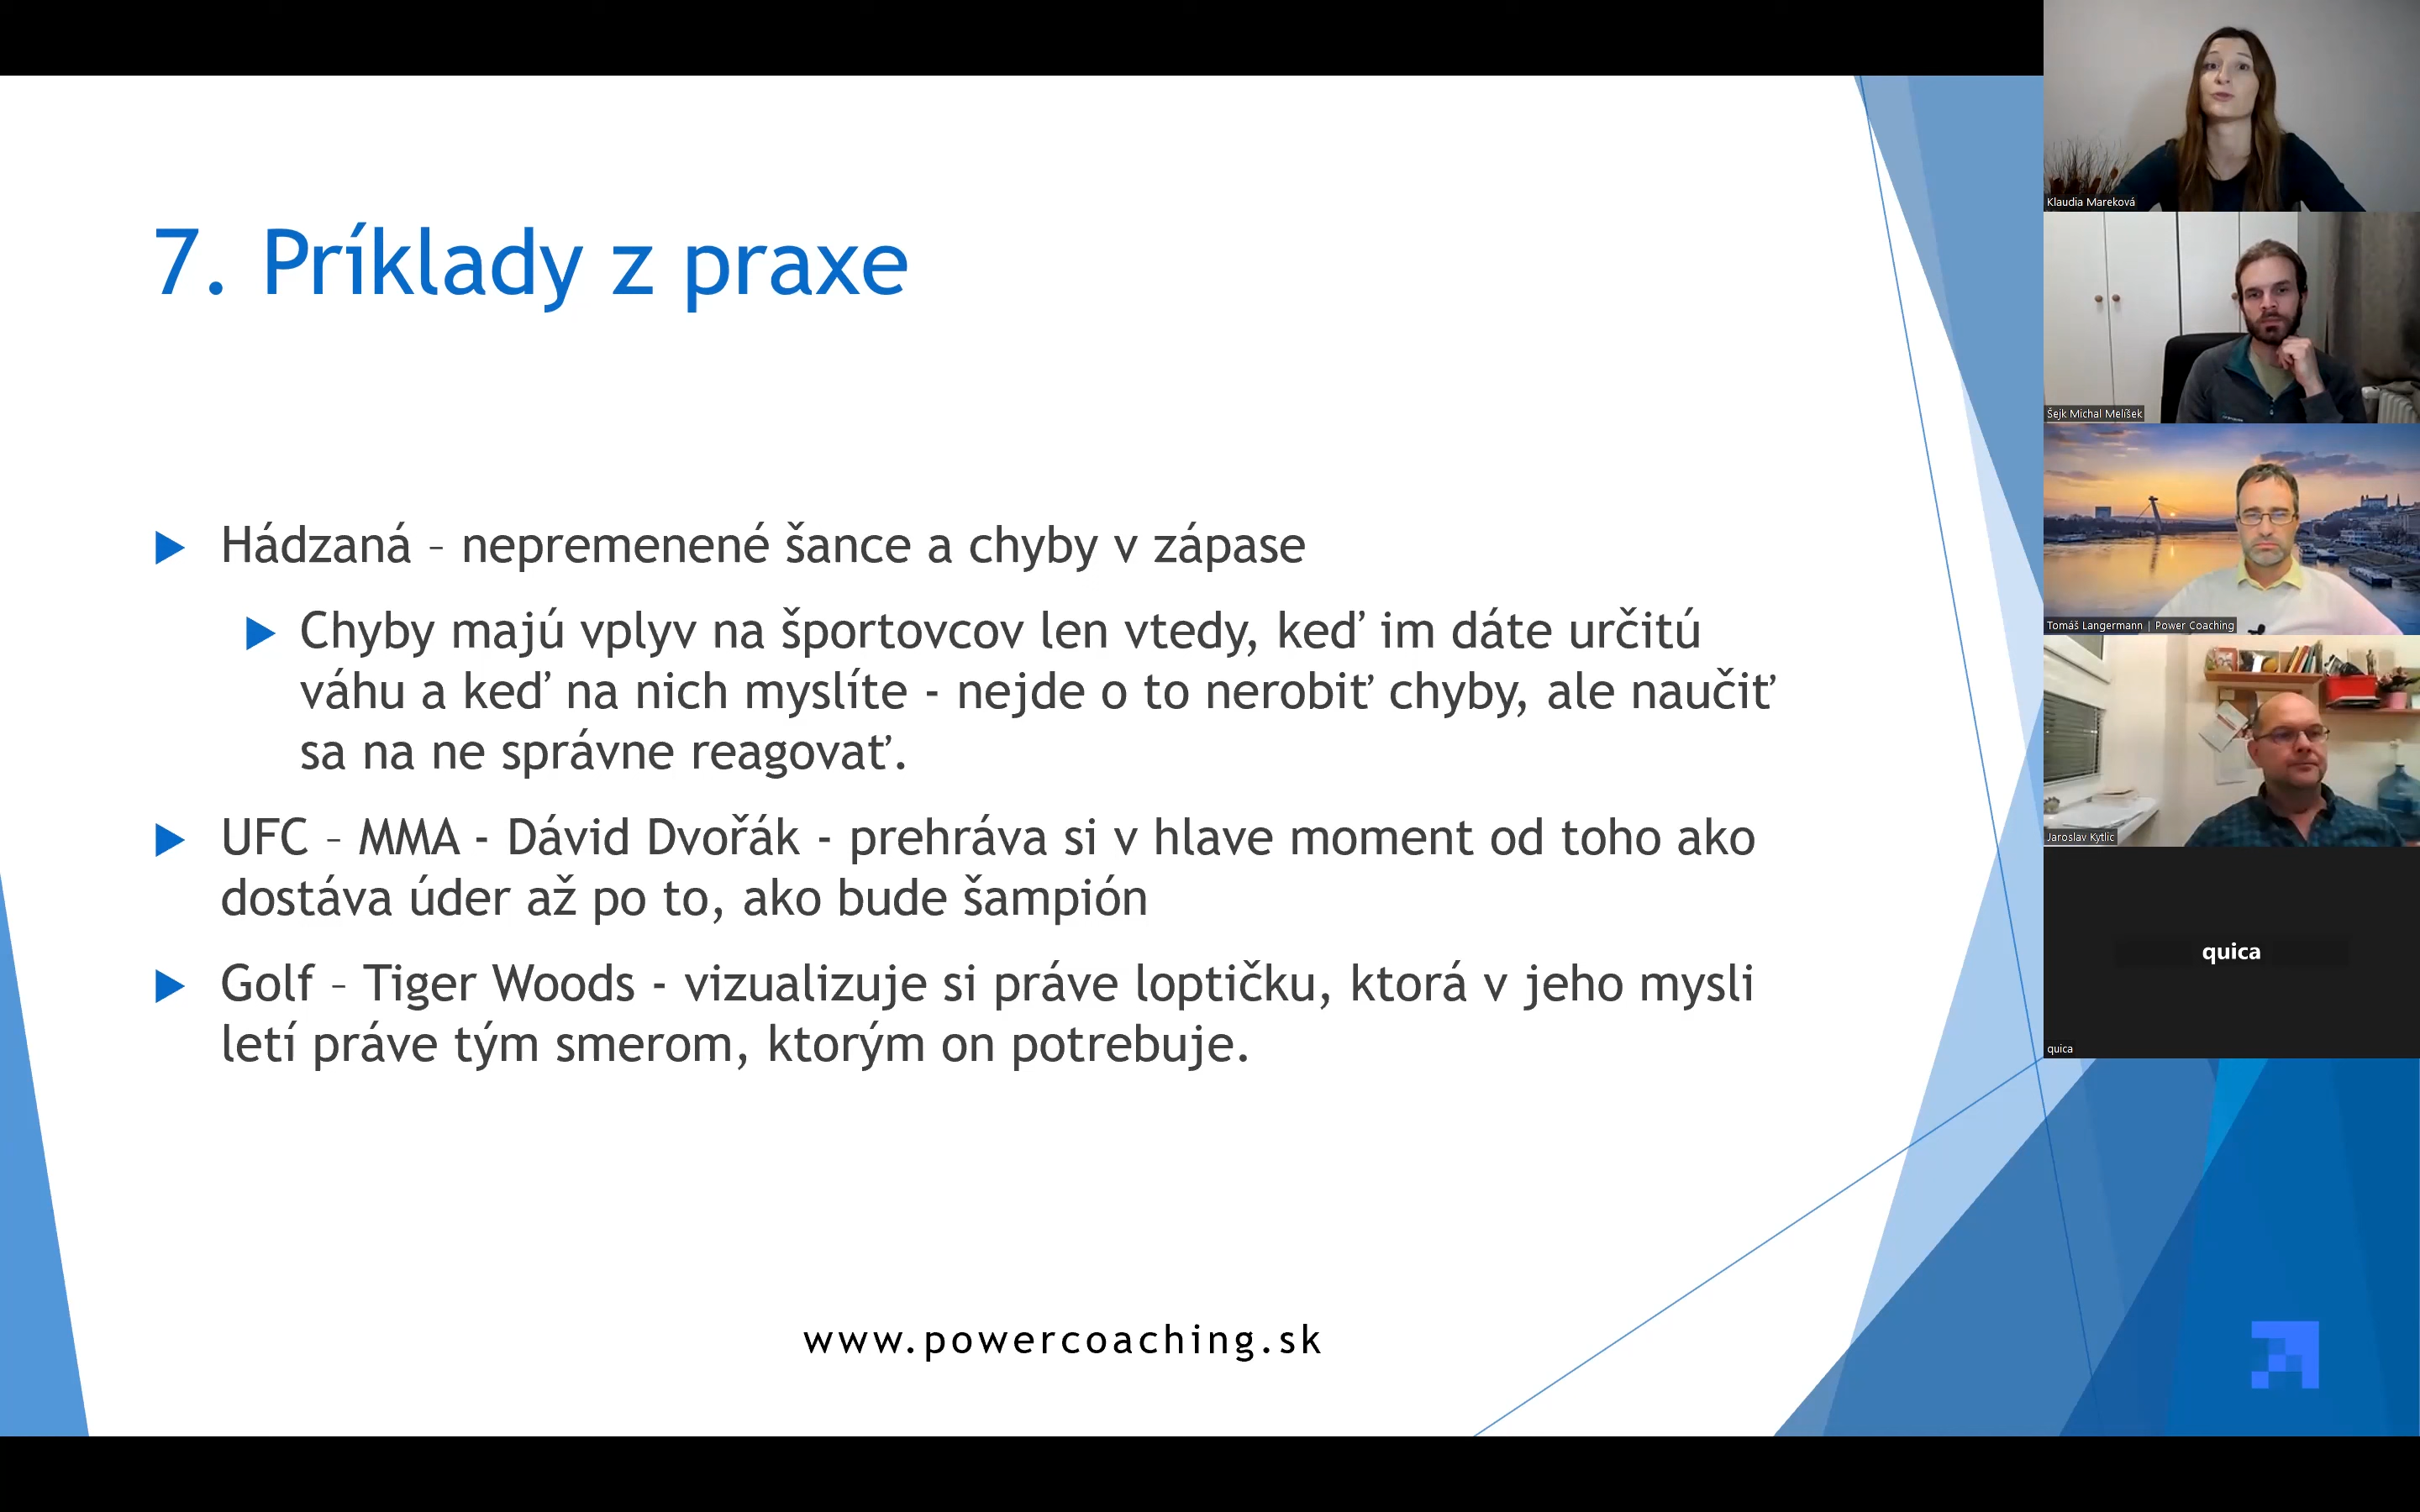 7. Príklady z praxe
Hádzaná – nepremenené šance a chyby v zápase
Chyby majú vplyv na športovcov len vtedy, keď im dáte určitú
váhu a keď na nich myslíte - nejde o to nerobiť chyby, ale naučiť
sa na ne správne reagovať.
UFC – MMA - Dávid Dvořák - prehráva si v hlave moment od toho ako
dostáva úder až po to, ako bude šampión
Golf – Tiger Woods - vizualizuje si práve loptičku, ktorá v jeho mysli
letí práve tým smerom, ktorým on potrebuje.
www.powercoaching.sk
Klaudia Mareková
Šejk Michal Melíšek
Tomáš Langermann | Power Coaching
Jaroslav Kytlic
quica
quica